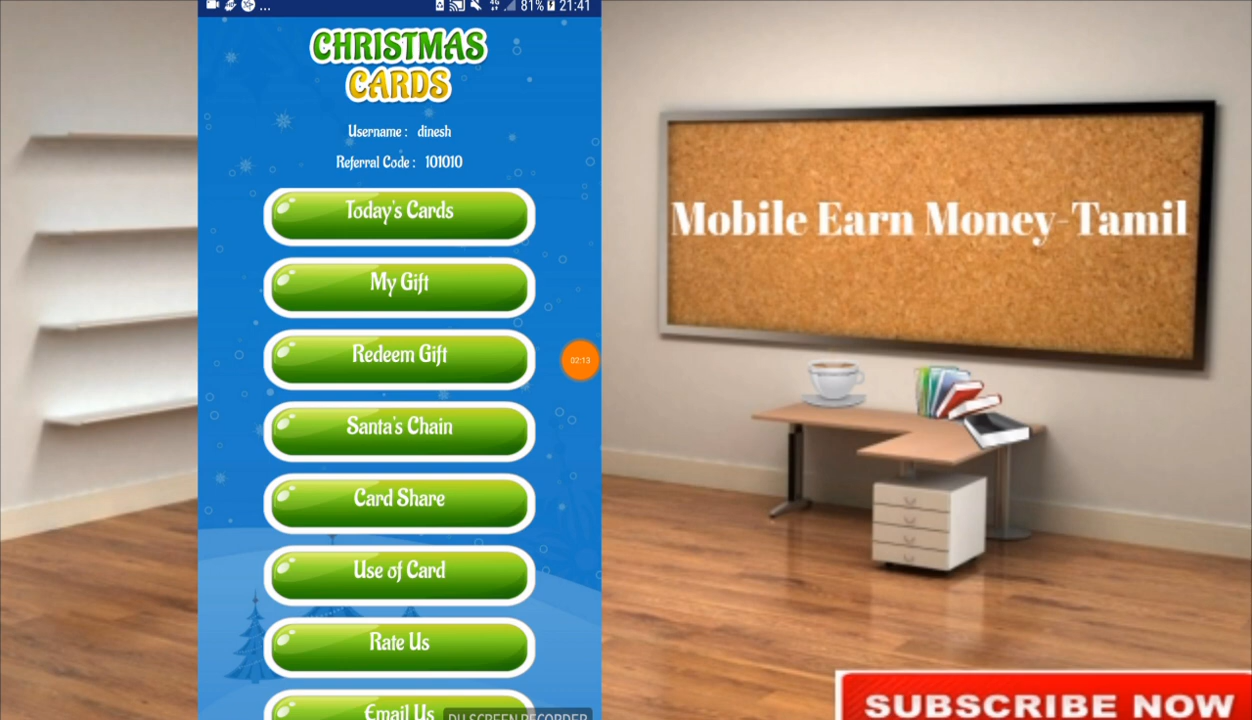 ... 4G 81% 21:41
CHRISTMAS
CARDS
Username : dinesh
Referral Code : 101010
Today's Cards
My Gift
Redeem Gift
02:13
Santa's Chain
Card Share
Use of Card
Rate Us
Email Us
DU SCREEN RECORDER
Mobile Earn Money-Tamil
SUBSCRIBE NOW